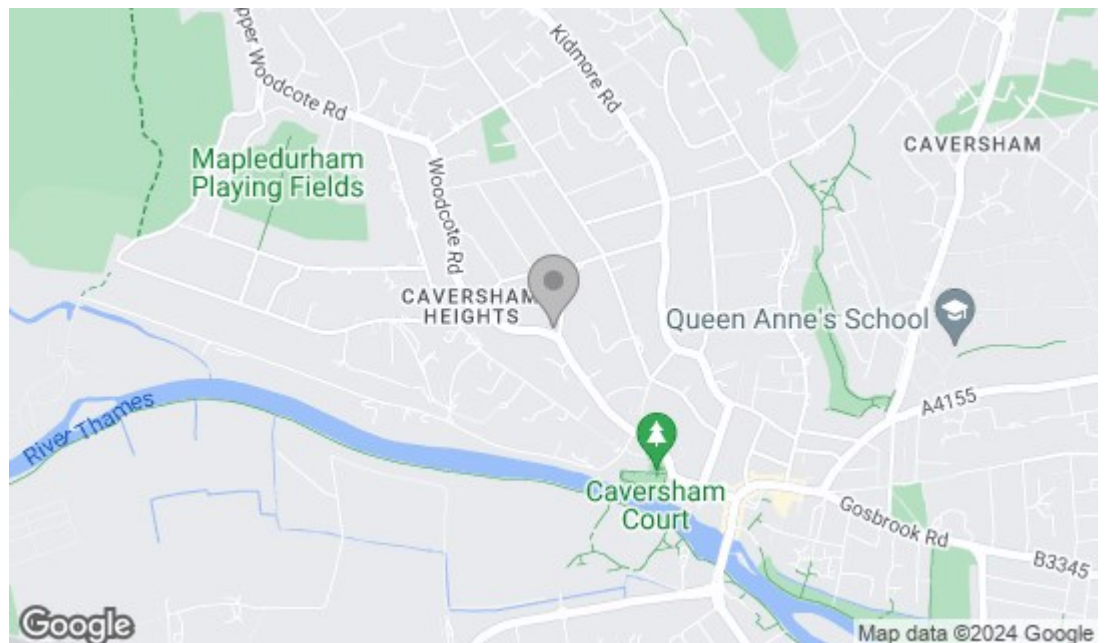 Upper Woodcote Rd
Kidmore Rd
CAVERSHAM
Mapledurham
Playing Fields
Woodcote Rd
CAVERSHAM
HEIGHTS
Queen Anne's School
River Thames
A4155
Caversham
Court
Gosbrook Rd
B3345
Google
Map data ©2024 Google